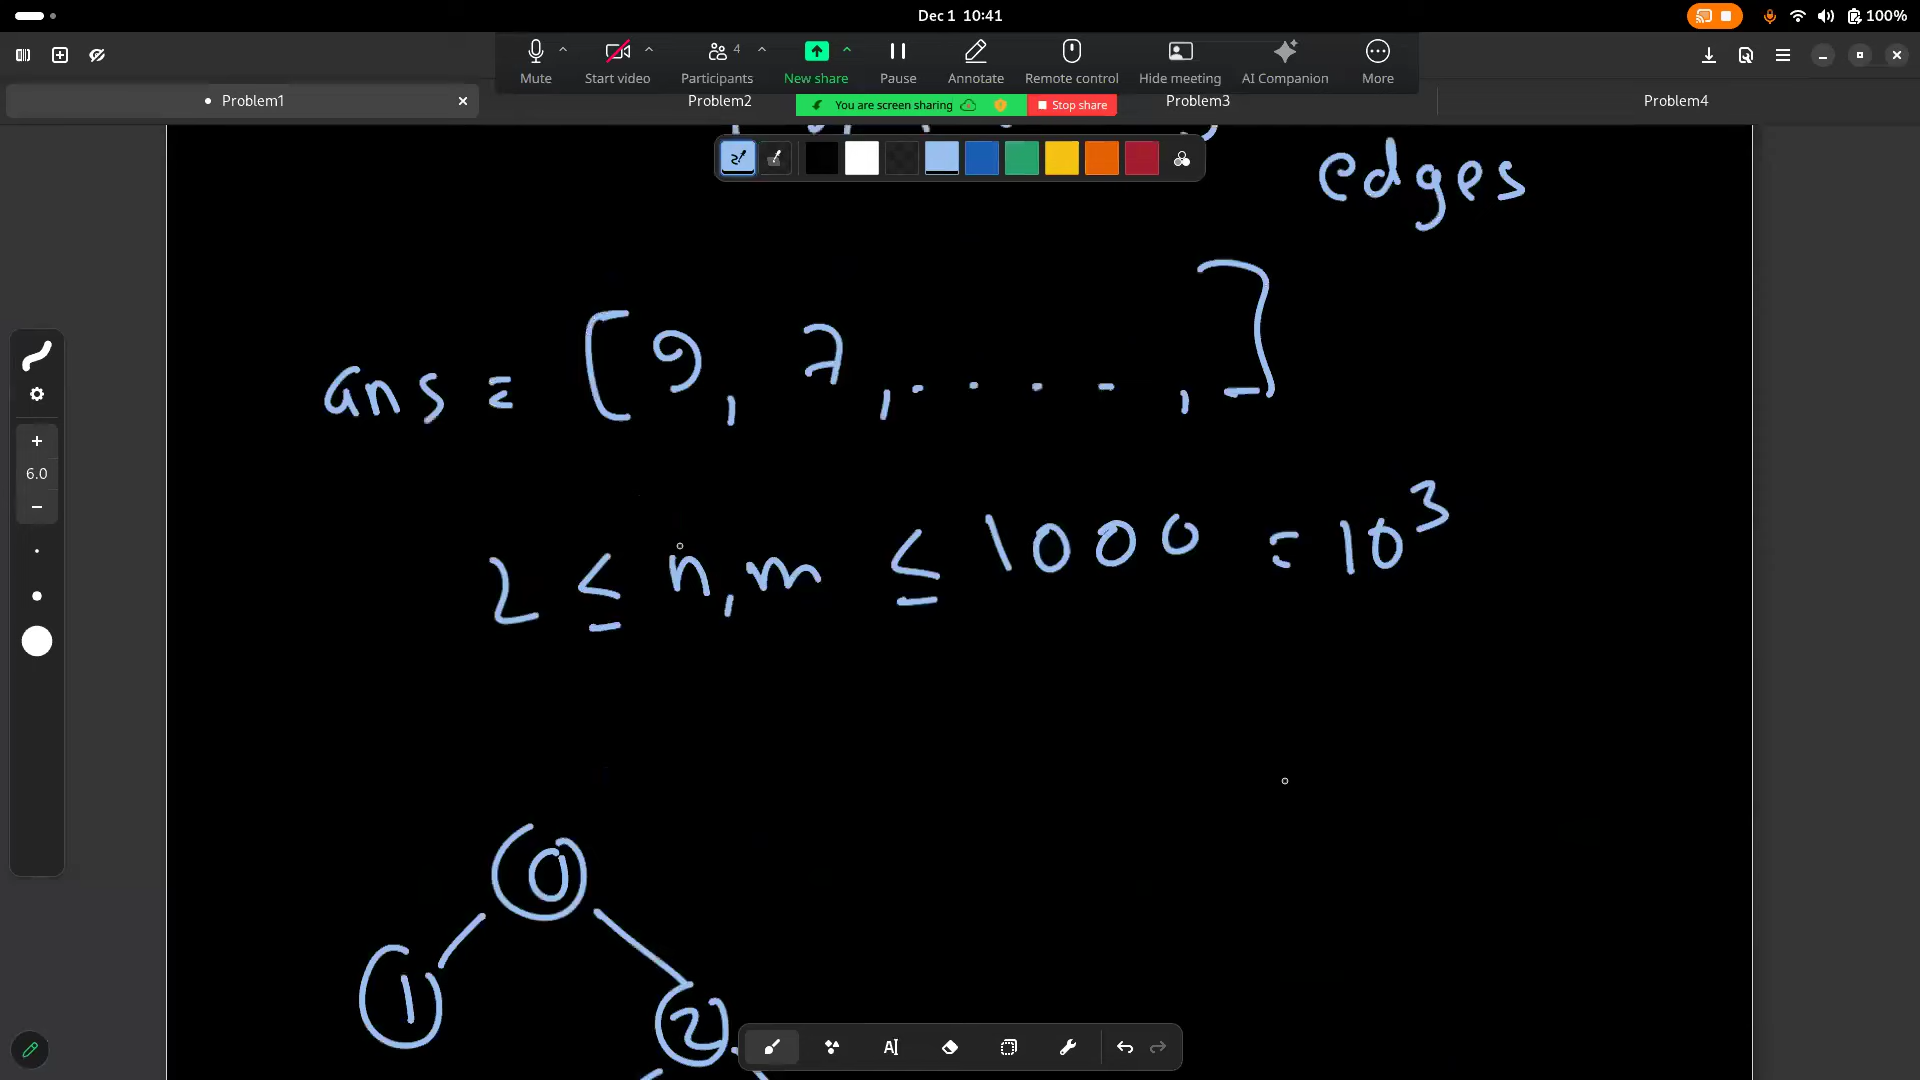 Dec 1 10:41
100%
Mute
Start video
Participants
4
New share
Pause
Annotate
Remote control
Hide meeting
AI Companion
More
Problem1
Problem2
You are screen sharing
Stop share
Problem3
Problem4
edges
ans = [9, 7, . . . . , _]
6.0
2 ≤ n,m ≤ 1000 = 10³
0
1
2